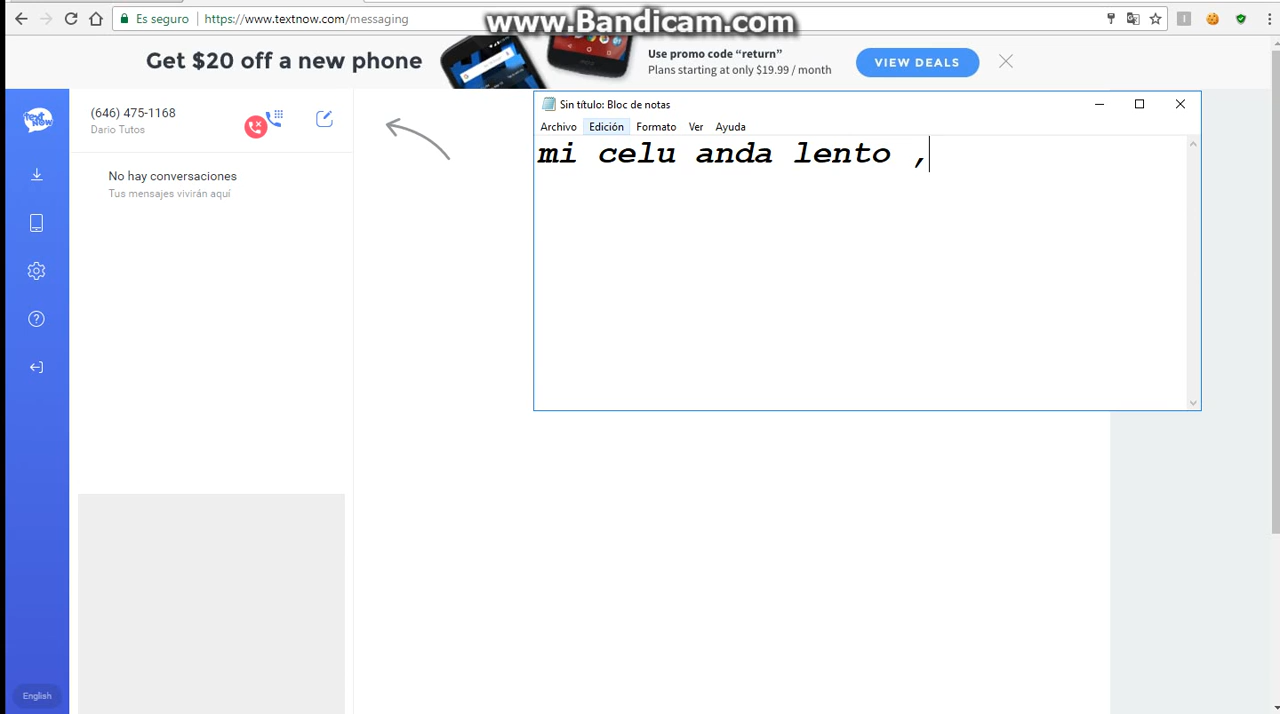 Es seguro
https://www.textnow.com/messaging
www.Bandicam.com
Get $20 off a new phone
Use promo code “return”
Plans starting at only $19.99 / month
VIEW DEALS
text
now
(646) 475-1168
Dario Tutos
No hay conversaciones
Tus mensajes vivirán aquí
Sin título: Bloc de notas
Archivo Edición Formato Ver Ayuda
mi celu anda lento ,
English